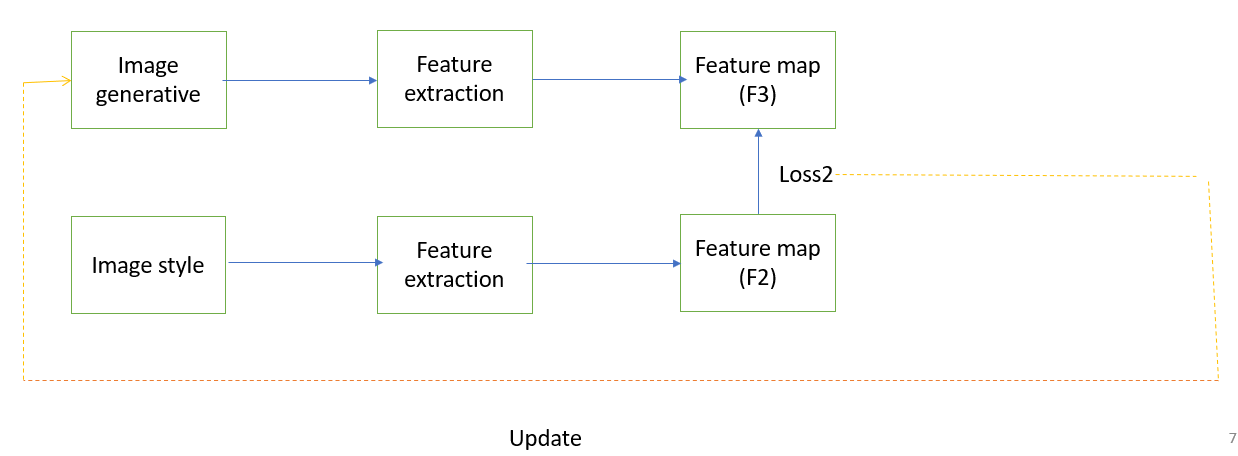 Image
generative
Feature
extraction
Feature map
(F3)
Loss2
Image style
Feature
extraction
Feature map
(F2)
Update
7